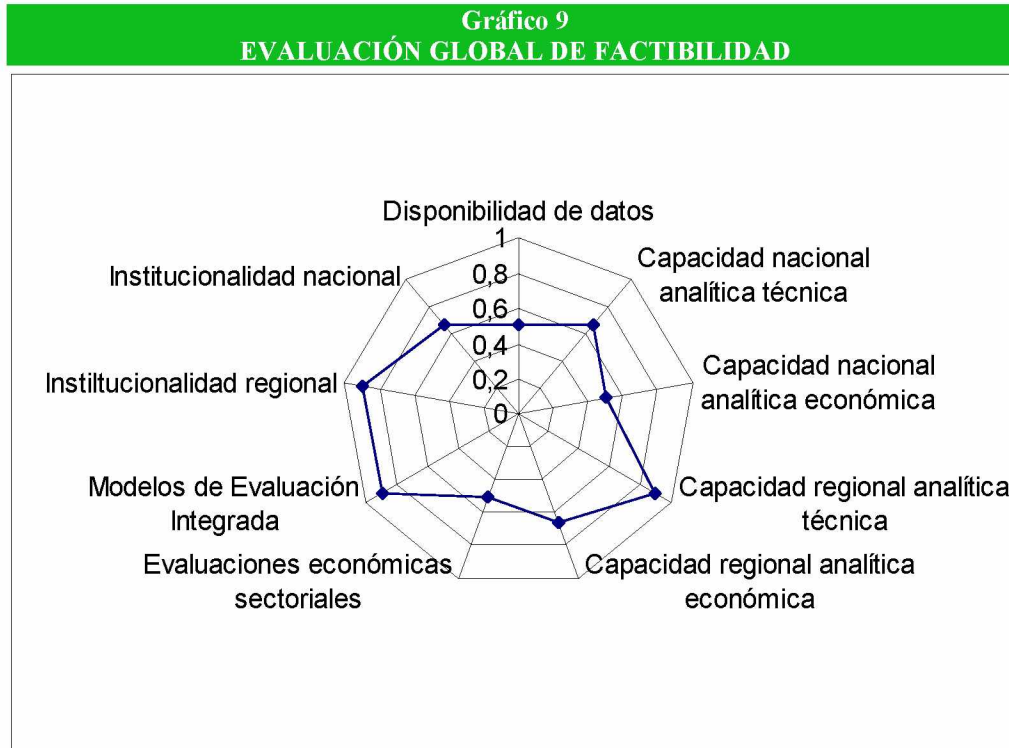 Gráfico 9
EVALUACIÓN GLOBAL DE FACTIBILIDAD
Disponibilidad de datos
1
0,8
0,6
0,4
0,2
0
Capacidad nacional
analítica técnica
Capacidad nacional
analítica económica
Capacidad regional analítica
técnica
Capacidad regional analítica
económica
Evaluaciones económicas
sectoriales
Modelos de Evaluación
Integrada
Instiltucionalidad regional
Institucionalidad nacional